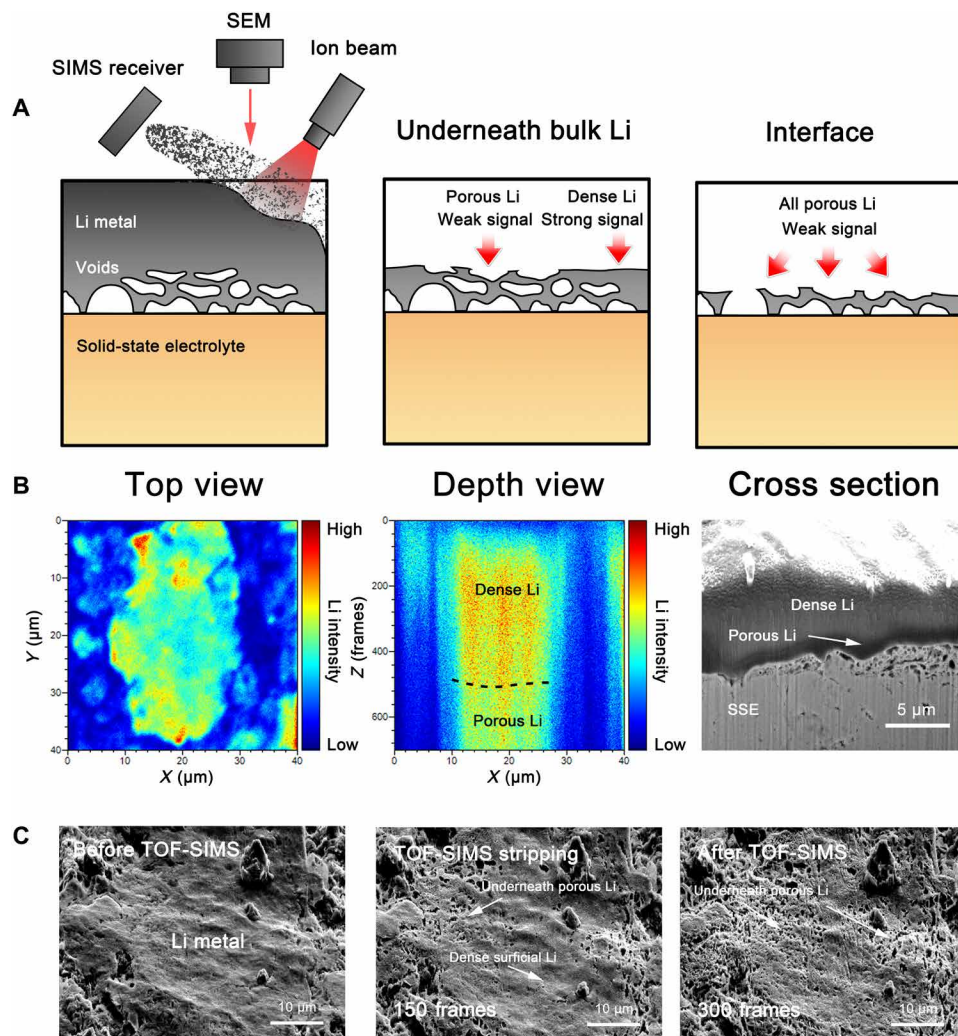 SEM
Ion beam
SIMS receiver
A
Underneath bulk Li
Interface
Li metal
Voids
Solid-state electrolyte
Porous Li
Weak signal
Dense Li
Strong signal
All porous Li
Weak signal
B
Top view
Depth view
Cross section
0
10
20
30
40
Y (µm)
0
10
20
30
40
X (µm)
High
Li intensity
Low
0
200
400
600
Z (frames)
Dense Li
Porous Li
0
10
20
30
40
X (µm)
High
Li intensity
Low
Dense Li
Porous Li
SSE
5 µm
C
Before TOF-SIMS
Li metal
10 µm
TOF-SIMS stripping
Underneath porous Li
Dense surficial Li
150 frames
10 µm
After TOF-SIMS
Underneath porous Li
300 frames
10 µm